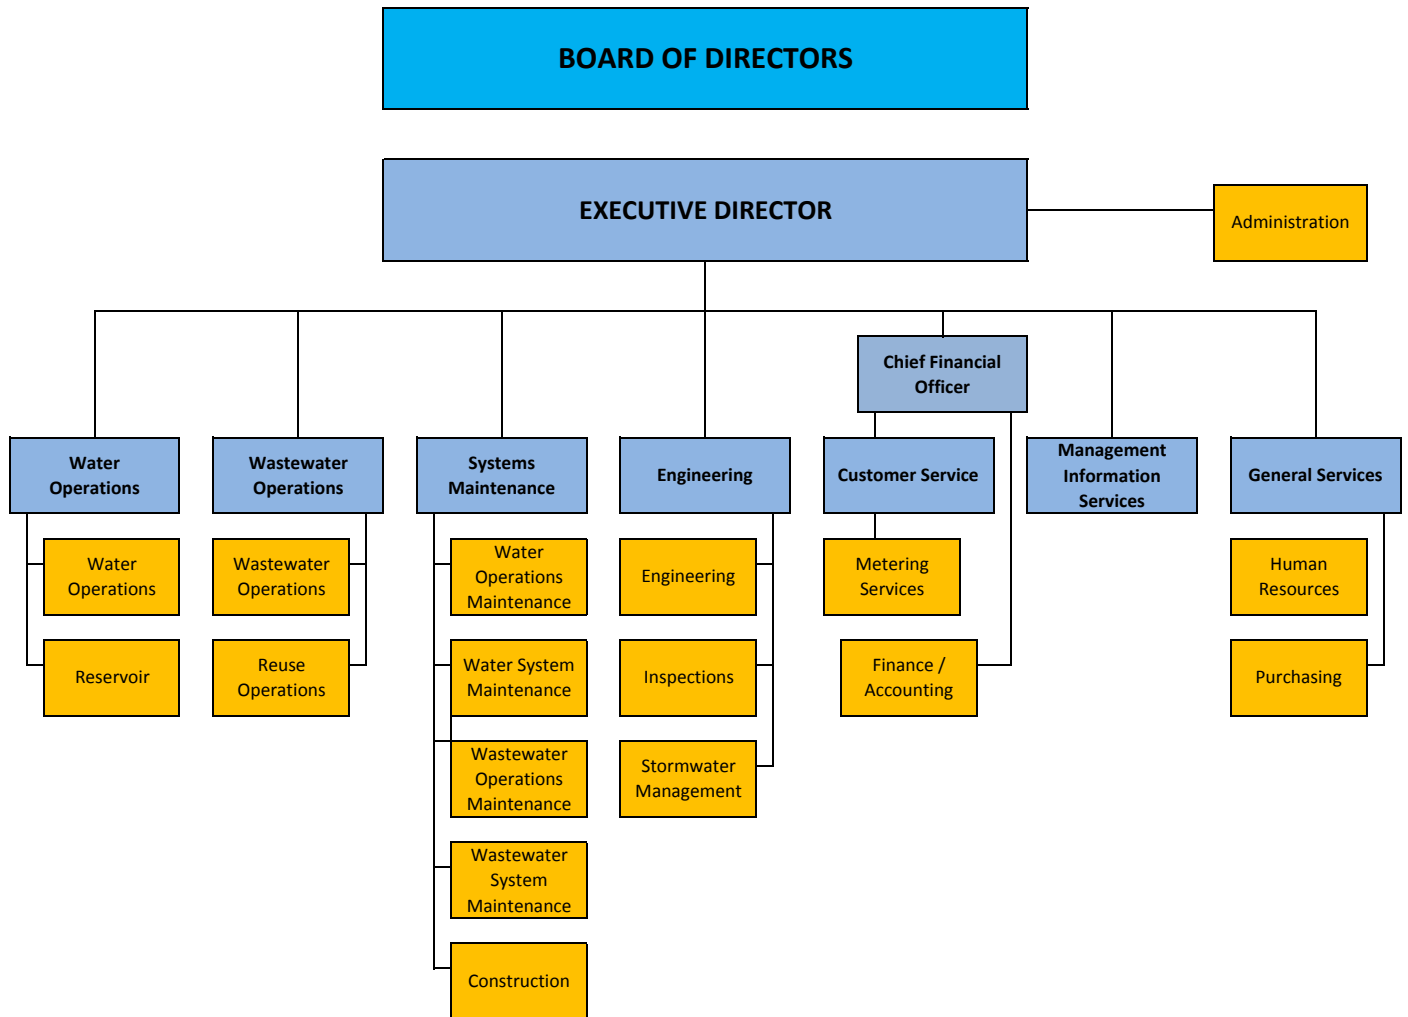 BOARD OF DIRECTORS
EXECUTIVE DIRECTOR
Administration
Chief Financial
Officer
Water
Operations
Wastewater
Operations
Systems
Maintenance
Engineering
Customer Service
Management
Information
Services
General Services
Water
Operations
Wastewater
Operations
Water
Operations
Maintenance
Engineering
Metering
Services
Human
Resources
Reservoir
Reuse
Operations
Water System
Maintenance
Inspections
Finance /
Accounting
Purchasing
Wastewater
Operations
Maintenance
Stormwater
Management
Wastewater
System
Maintenance
Construction